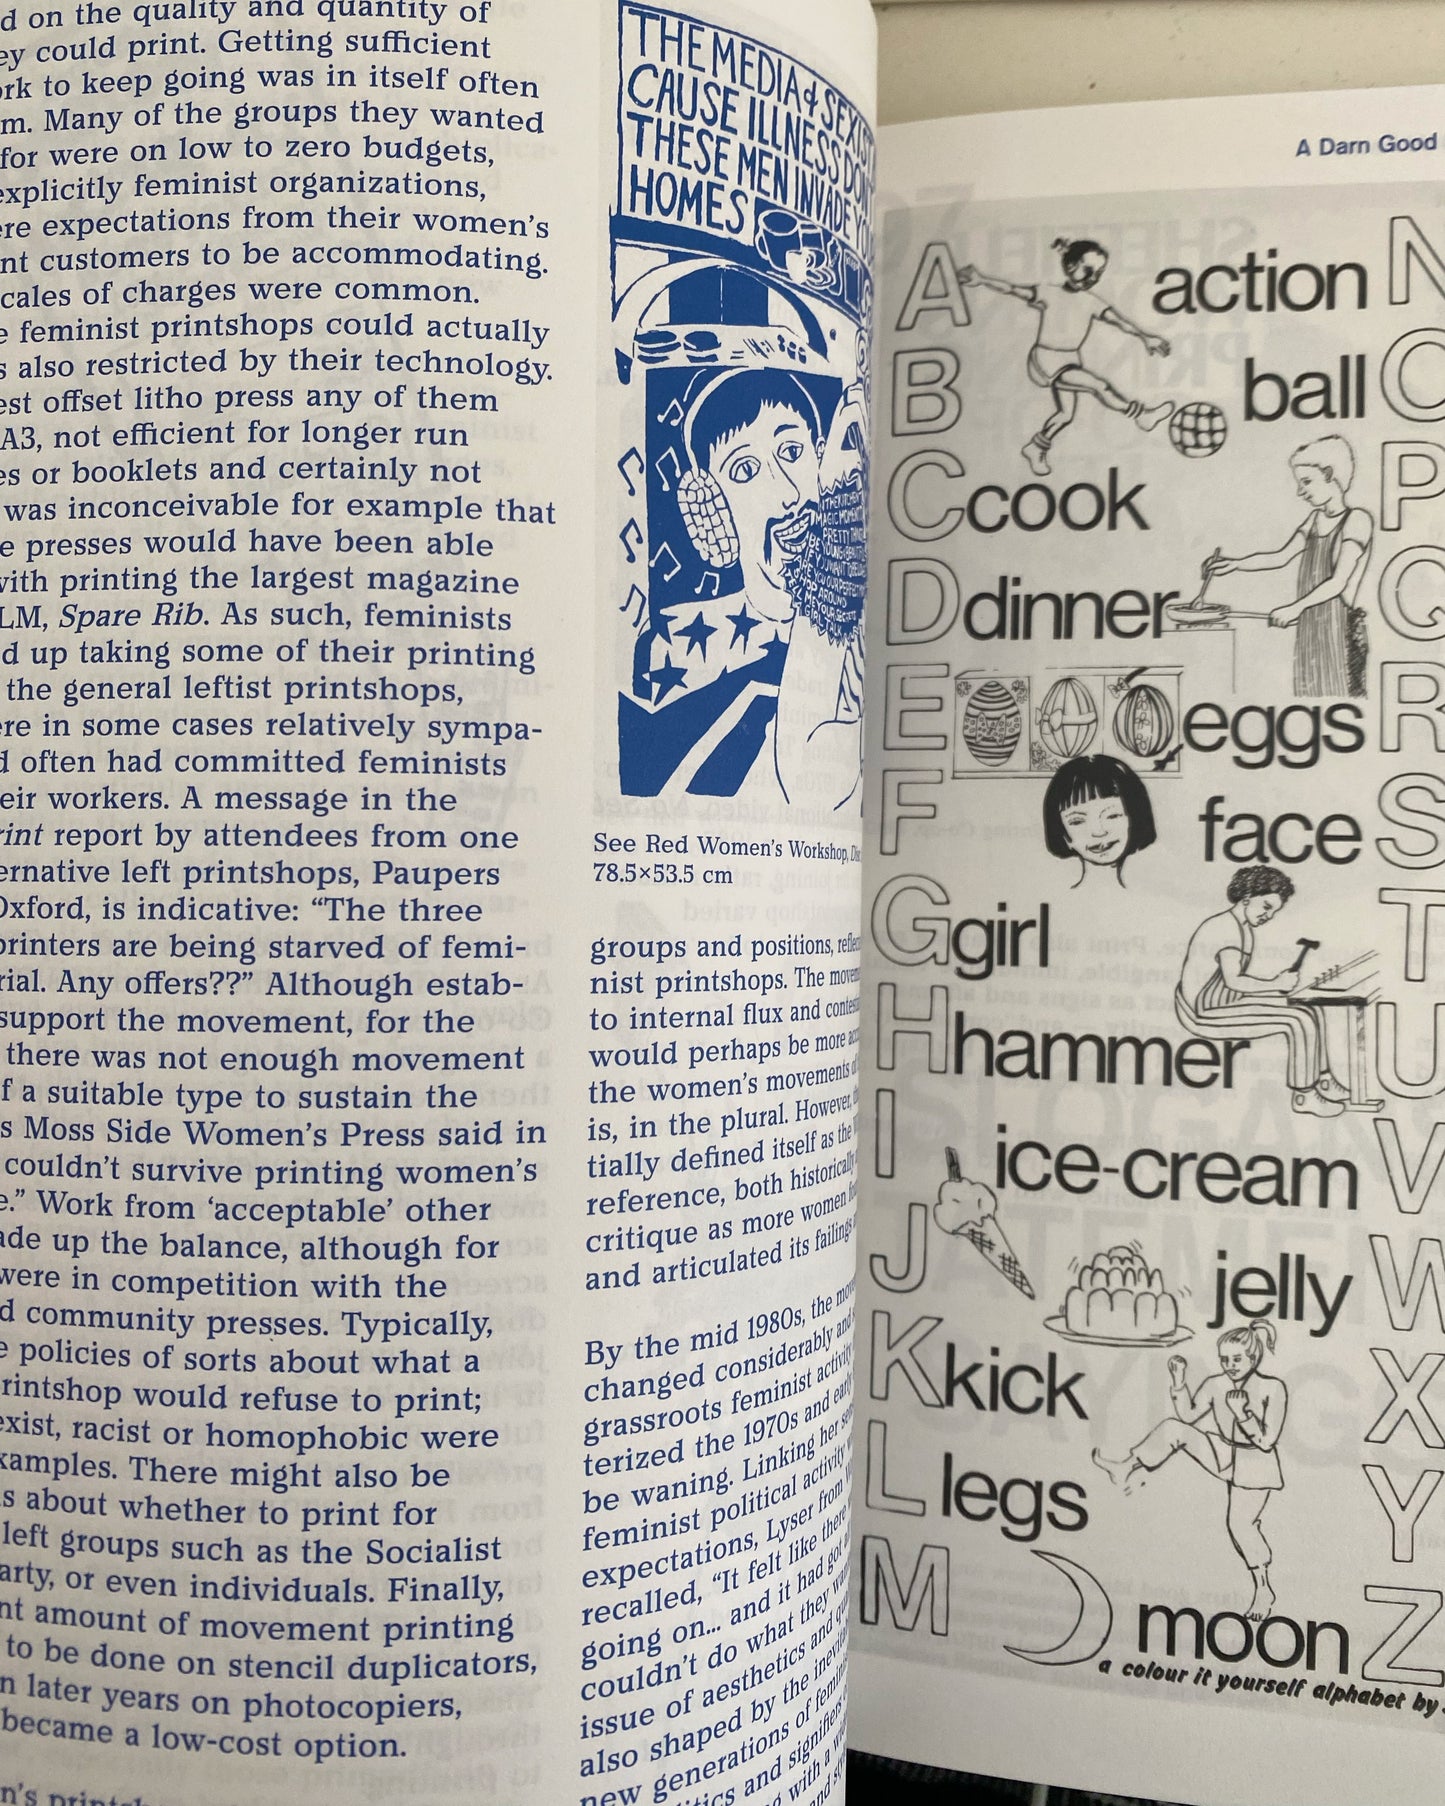 d on the quality and quantity of
ey could print. Getting sufficient
ork to keep going was in itself often
m. Many of the groups they wanted
for were on low to zero budgets,
explicitly feminist organizations,
ere expectations from their women's
nt customers to be accommodating.
cales of charges were common.
e feminist printshops could actually
s also restricted by their technology.
est offset litho press any of them
A3, not efficient for longer run
es or booklets and certainly not
was inconceivable for example that
e presses would have been able
with printing the largest magazine
LM, Spare Rib. As such, feminists
d up taking some of their printing
the general leftist printshops,
ere in some cases relatively sympa-
d often had committed feminists
eir workers. A message in the
rint report by attendees from one
ernative left printshops, Paupers
Oxford, is indicative: “The three
printers are being starved of femi-
rial. Any offers??” Although estab-
support the movement, for the
there was not enough movement
f a suitable type to sustain the
s Moss Side Women's Press said in
couldn't survive printing women's
e.” Work from ‘acceptable’ other
ade up the balance, although for
were in competition with the
d community presses. Typically,
e policies of sorts about what a
rintshop would refuse to print;
exist, racist or homophobic were
xamples. There might also be
s about whether to print for
left groups such as the Socialist
arty, or even individuals. Finally,
nt amount of movement printing
to be done on stencil duplicators,
n later years on photocopiers,
became a low-cost option.
THE MEDIA & SEXIST
CAUSE ILLNESS DON'T
THESE MEN INVADE YOU
HOMES
See Red Women's Workshop,
78.5×53.5 cm
groups and positions,
nist printshops. The
to internal flux and
would perhaps be more
the women's movements
is, in the plural. However,
tially defined itself as the
reference, both historically
critique as more women
and articulated its failings
By the mid 1980s, the
changed considerably and
grassroots feminist activity
terized the 1970s and
be waning. Linking her
feminist political activity
expectations, Lyser from
recalled, “It felt like there
going on... and it had got
couldn't do what they
issue of aesthetics and
also shaped by the
new generations of
and signifiers
with a
A Darn Good
A action N
B ball O
C cook P
D dinner Q
E eggs R
F face S
G girl T
H hammer U
I ice-cream V
J jelly W
K kick X
L legs Y
M moon Z
a colour it yourself alphabet by